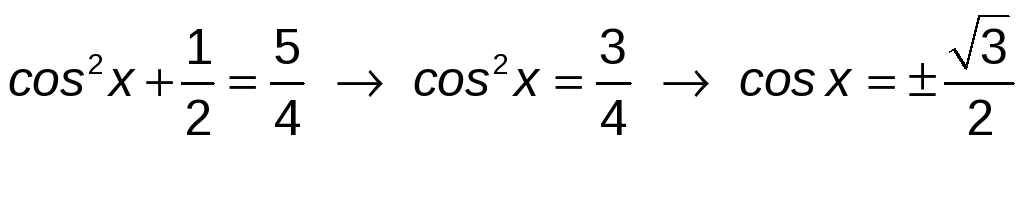 cos²x + 1/2 = 5/4 → cos²x = 3/4 → cos x = ±√3/2